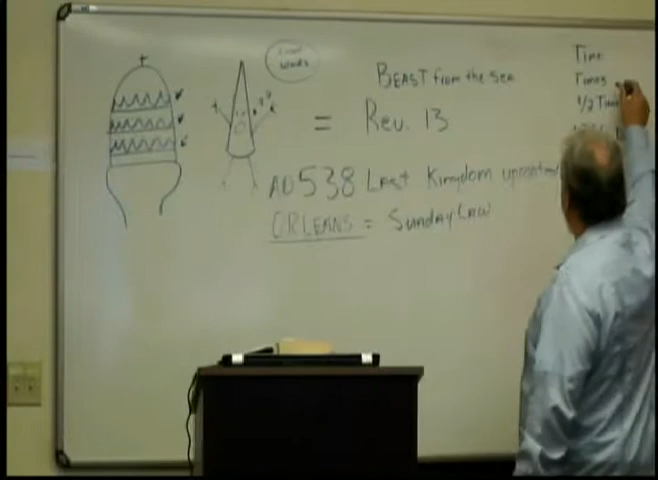 words
BEAST from the sea
= Rev. 13
AD 538 Last Kingdom uprooted
ORLEANS = Sunday Law
Time
Times
1/2 Time